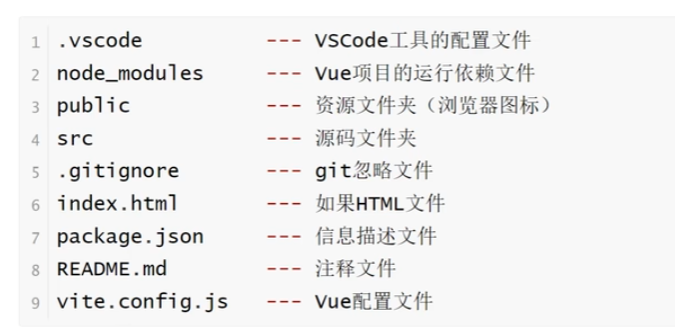 1 .vscode --- VSCode工具的配置文件
2 node_modules --- Vue项目的运行依赖文件
3 public --- 资源文件夹（浏览器图标）
4 src --- 源码文件夹
5 .gitignore --- git忽略文件
6 index.html --- 如果HTML文件
7 package.json --- 信息描述文件
8 README.md --- 注释文件
9 vite.config.js --- Vue配置文件